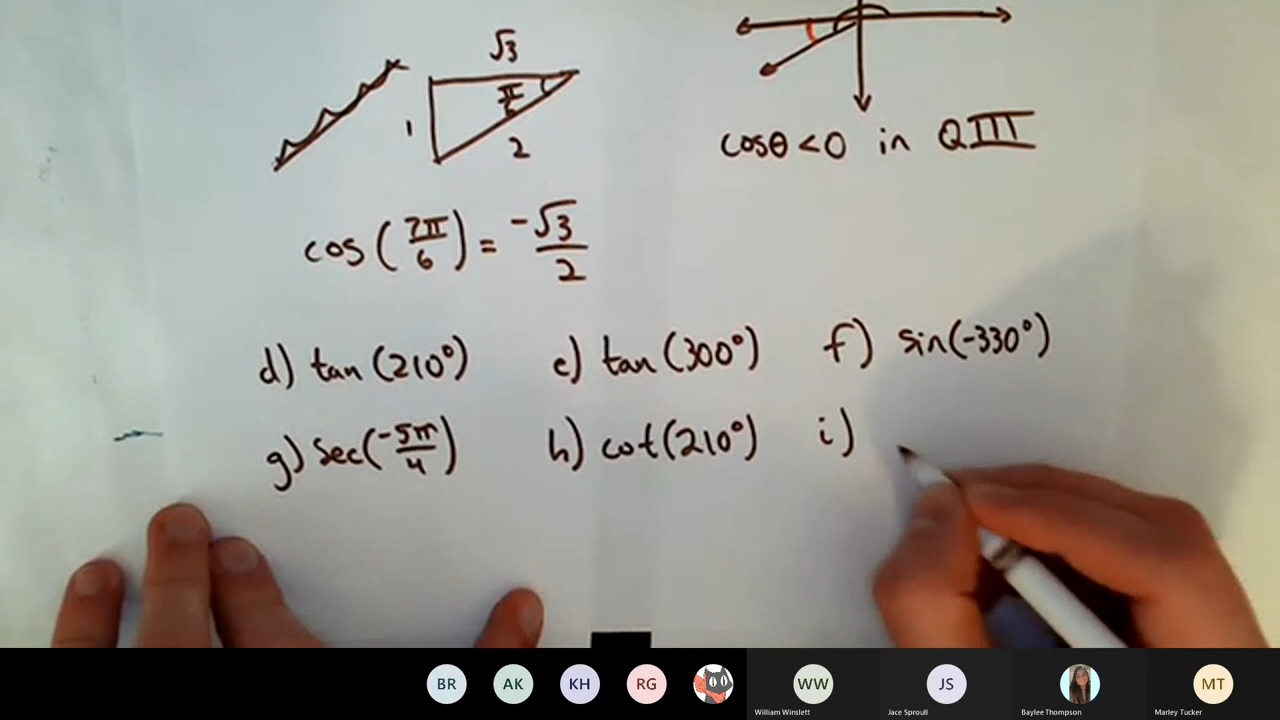 √3
π/6
1
2
cosθ<0 in QIII
cos(7π/6) = -√3/2
d) tan(210°) e) tan(300°) f) sin(-330°)
g) sec(-5π/4) h) cot(210°) i)
BR AK KH RG WW JS MT
William Winslett Jace Sproull Baylee Thompson Marley Tucker